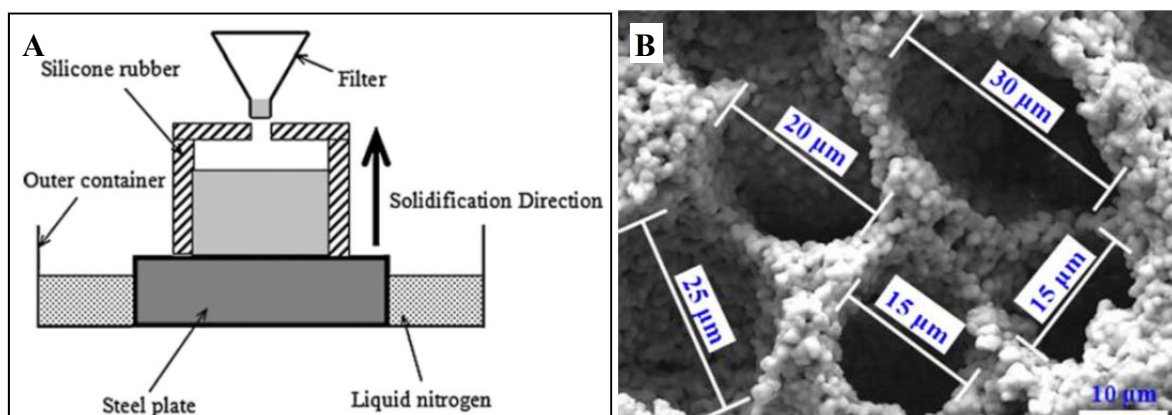 A
Silicone rubber
Filter
Outer container
Solidification Direction
Steel plate
Liquid nitrogen
B
30 µm
20 µm
25 µm
15 µm
15 µm
10 µm